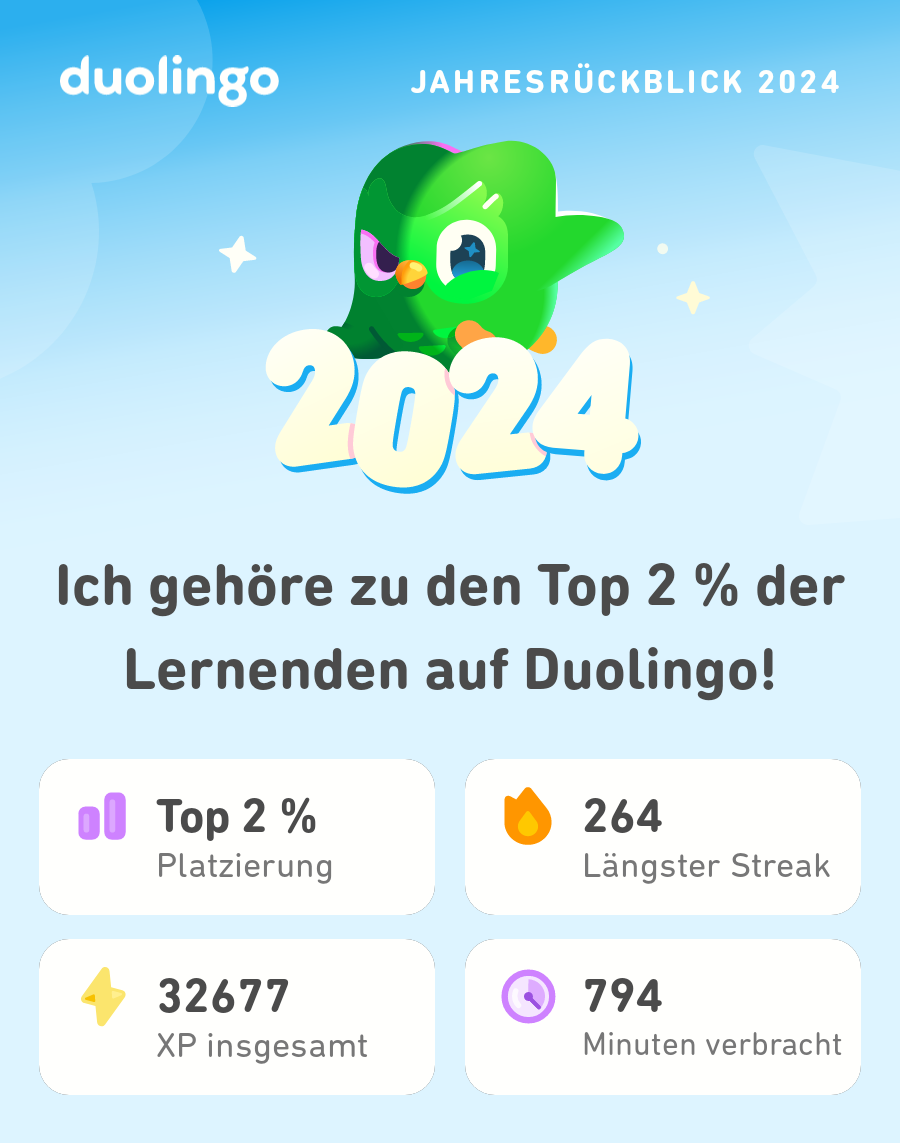 duolingo
JAHRESRÜCKBLICK 2024
2024
Ich gehöre zu den Top 2 % der
Lernenden auf Duolingo!
Top 2 %
Platzierung
264
Längster Streak
32677
XP insgesamt
794
Minuten verbracht